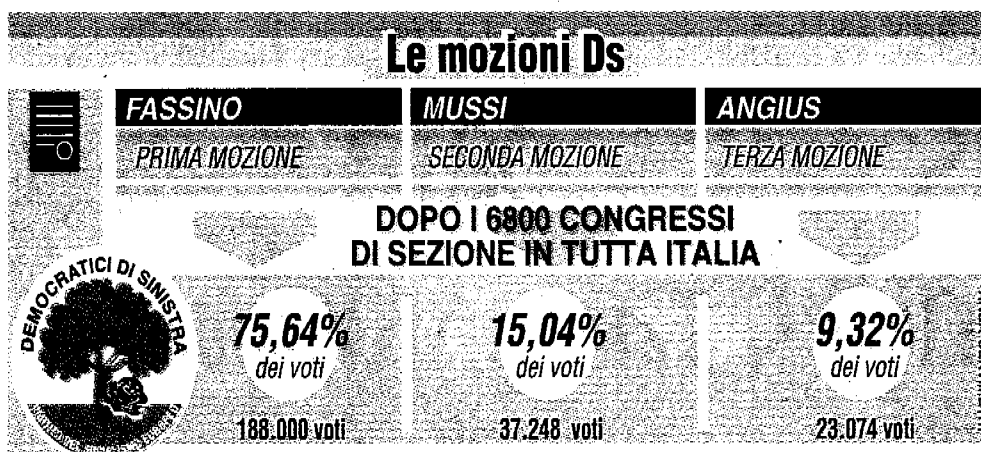 Le mozioni Ds
FASSINO
PRIMA MOZIONE
MUSSI
SECONDA MOZIONE
ANGIUS
TERZA MOZIONE
DOPO I 6800 CONGRESSI
DI SEZIONE IN TUTTA ITALIA
DEMOCRATICI DI SINISTRA
75,64%
dei voti
188.000 voti
15,04%
dei voti
37.248 voti
9,32%
dei voti
23.074 voti